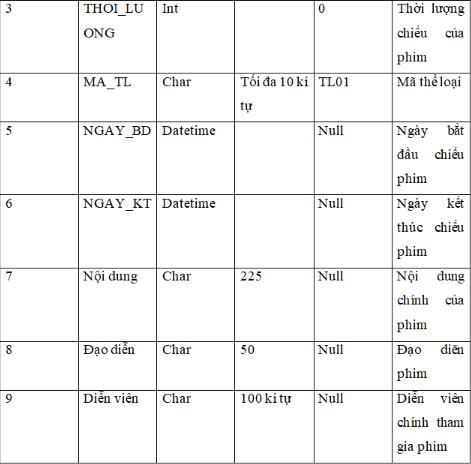 3 THOI_LU Int 0 Thời lượng
ONG chiếu của
phim
4 MA_TL Char Tối đa 10 kí TL01 Mã thể loại
tự
5 NGAY_BD Datetime Null Ngày bắt
đầu chiếu
phim
6 NGAY_KT Datetime Null Ngày kết
thúc chiếu
phim
7 Nội dung Char 225 Null Nội dung
chính của
phim
8 Đạo diễn Char 50 Null Đạo diễn
phim
9 Diễn viên Char 100 kí tự Null Diễn viên
chính tham
gia phim